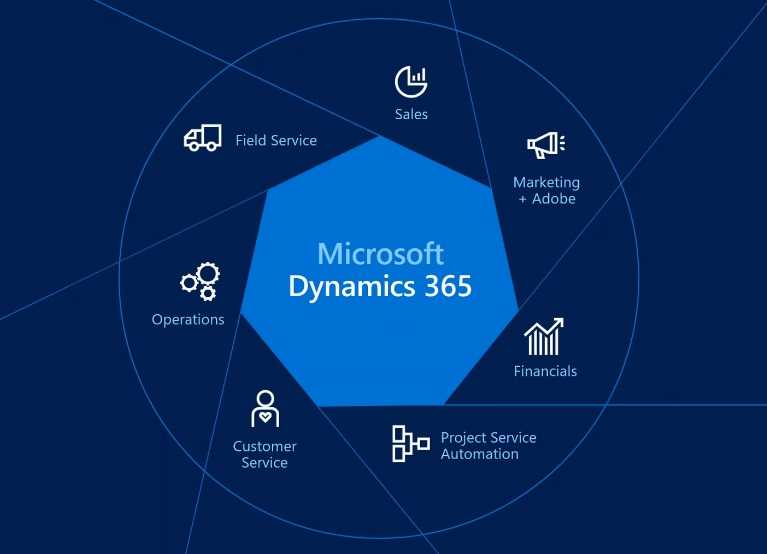 Sales
Field Service
Marketing
+ Adobe
Microsoft
Dynamics 365
Operations
Financials
Customer
Service
Project Service
Automation